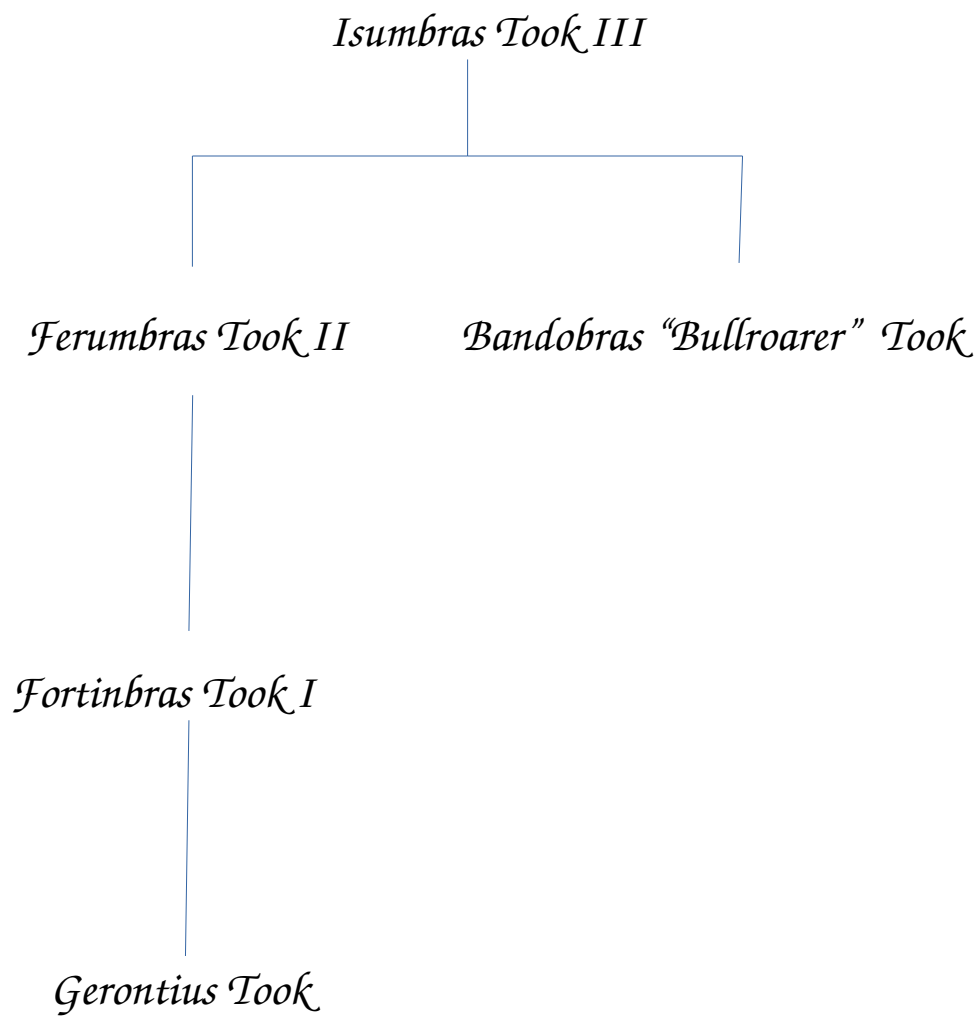 Isumbras Took III
Ferumbras Took II
Bandobras “Bullroarer” Took
Fortinbras Took I
Gerontius Took